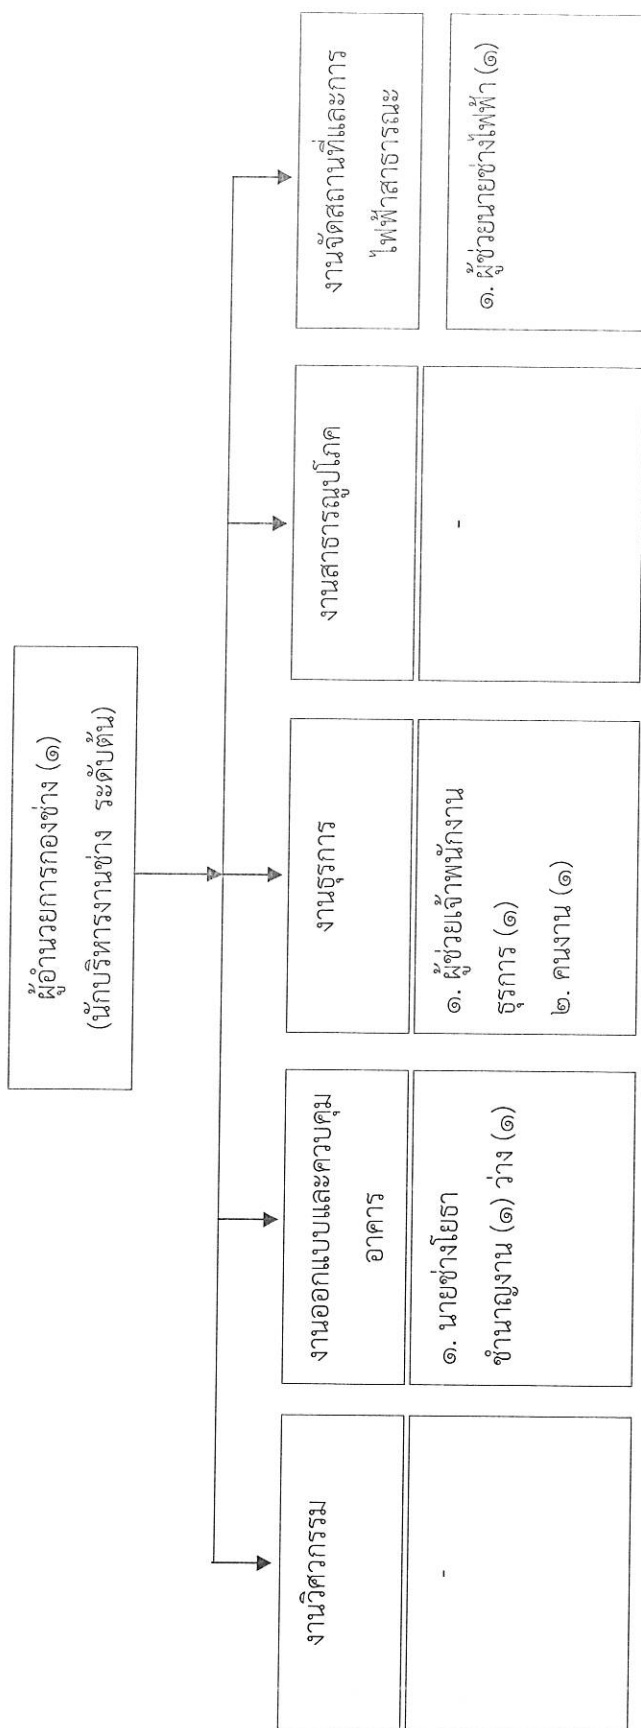 ผู้อำนวยการกองช่าง (๑)
(นักบริหารงานช่าง ระดับต้น)
งานวิศวกรรม
-
งานออกแบบและควบคุม
อาคาร
๑. นายช่างโยธา
ชำนาญงาน (๑) ว่าง (๑)
งานธุรการ
๑. ผู้ช่วยเจ้าพนักงาน
ธุรการ (๑)
๒. คนงาน (๑)
งานสาธารณูปโภค
-
งานจัดสถานที่และการ
ไฟฟ้าสาธารณะ
๑. ผู้ช่วยนายช่างไฟฟ้า (๑)